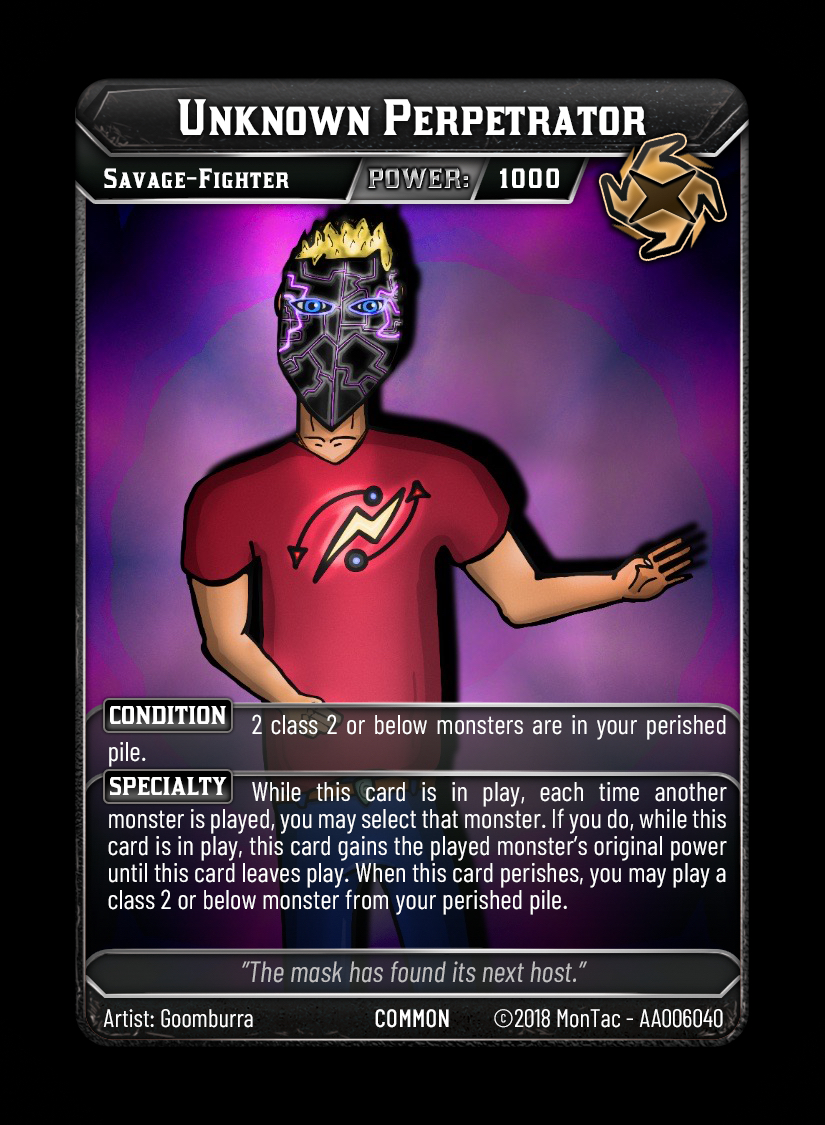 Unknown Perpetrator
Savage-Fighter POWER: 1000
CONDITION 2 class 2 or below monsters are in your perished
pile.
SPECIALTY While this card is in play, each time another
monster is played, you may select that monster. If you do, while this
card is in play, this card gains the played monster's original power
until this card leaves play. When this card perishes, you may play a
class 2 or below monster from your perished pile.
"The mask has found its next host."
Artist: Goomburra COMMON ©2018 MonTac - AA006040